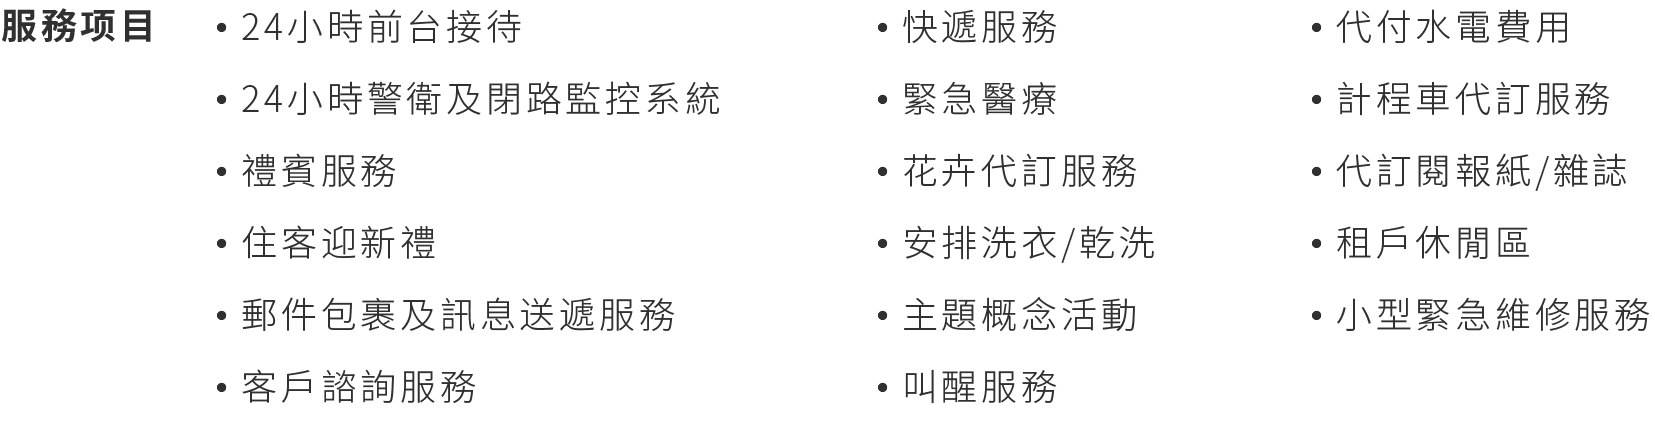 服務项目
• 24小時前台接待
• 24小時警衛及閉路監控系統
• 禮賓服務
• 住客迎新禮
• 郵件包裹及訊息送遞服務
• 客戶諮詢服務
• 快遞服務
• 緊急醫療
• 花卉代訂服務
• 安排洗衣/乾洗
• 主題概念活動
• 叫醒服務
• 代付水電費用
• 計程車代訂服務
• 代訂閱報紙/雜誌
• 租戶休閒區
• 小型緊急維修服務